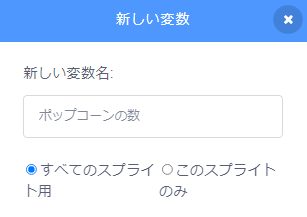 新しい変数
新しい変数名:
ポップコーンの数
すべてのスプライ
ト用
このスプライト
のみ